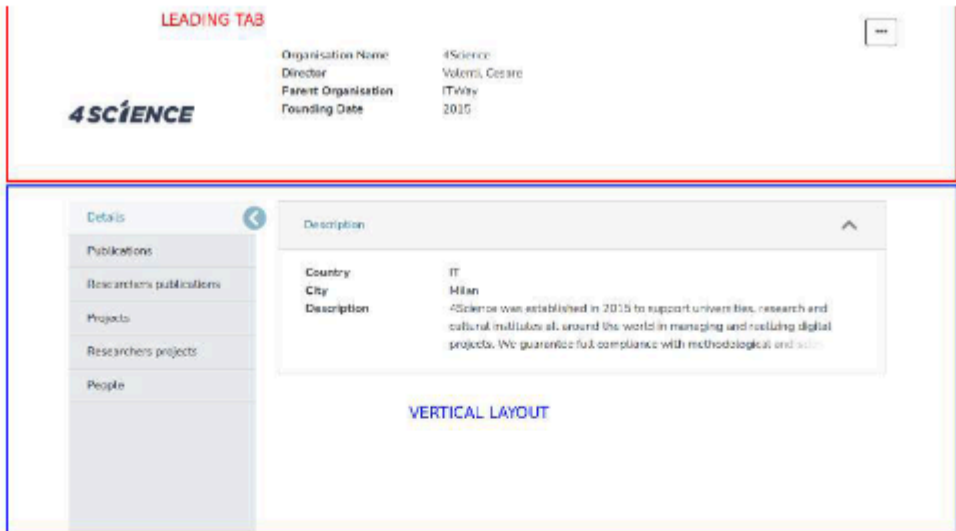 LEADING TAB
•••
Organisation Name 4Science
Director Valenti, Cesare
Parent Organisation ITWay
Founding Date 2015
4SCIENCE
Details
Publications
Researchers publications
Projects
Researchers projects
People
Description
Country IT
City Milan
Description 4Science was established in 2015 to support universities, research and
cultural institutes all around the world in managing and realizing digital
projects. We guarantee full compliance with methodological and
VERTICAL LAYOUT